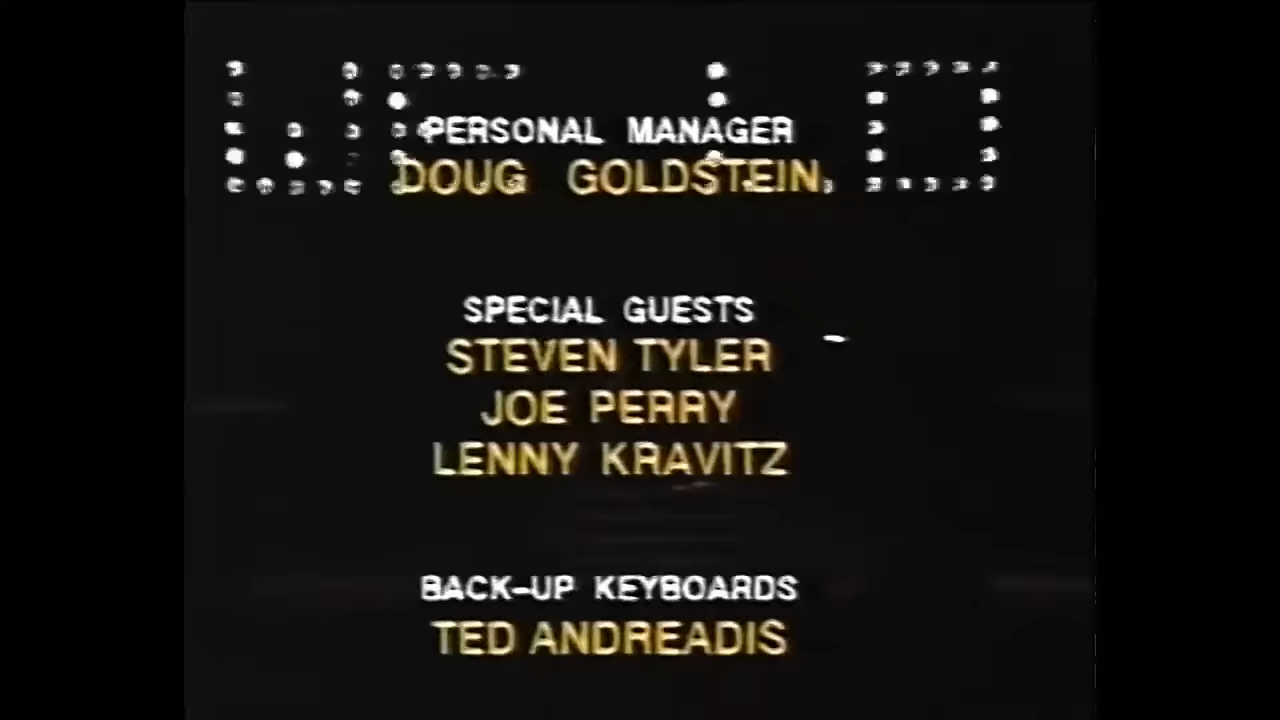 PERSONAL MANAGER
DOUG GOLDSTEIN
SPECIAL GUESTS
STEVEN TYLER
JOE PERRY
LENNY KRAVITZ
BACK-UP KEYBOARDS
TED ANDREADIS